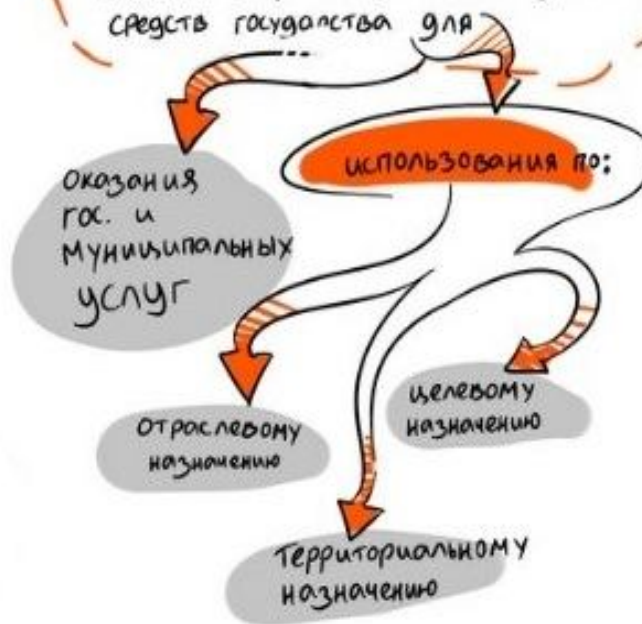 средств государства для
...
оказания
гос. и
муниципальных
услуг
использования по:
отраслевому
назначению
целевому
назначению
территориальному
назначению